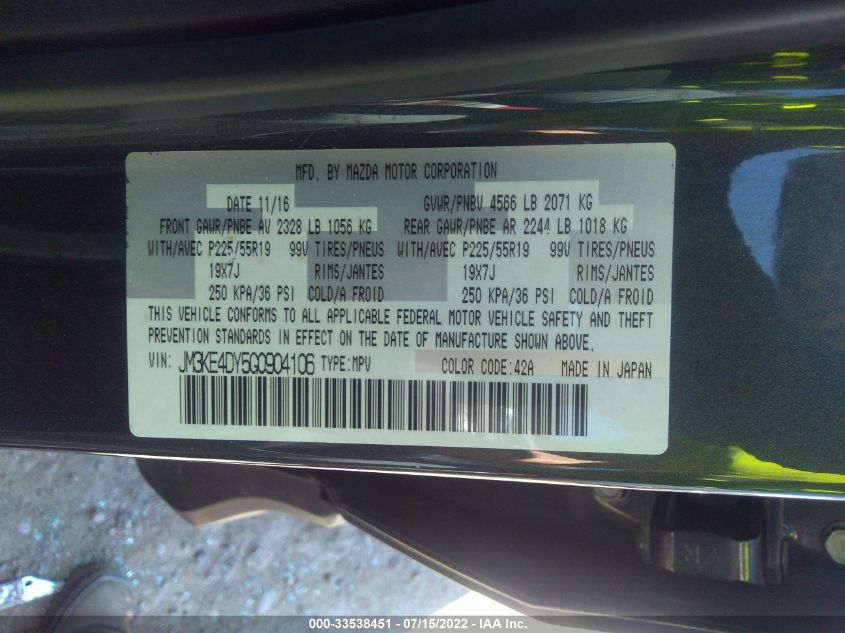 MFD. BY MAZDA MOTOR CORPORATION
DATE 11/16 GVWR/PNBV 4566 LB 2071 KG
FRONT GAWR/PNBE AV 2328 LB 1056 KG REAR GAWR/PNBE AR 2244 LB 1018 KG
WITH/AVEC P225/55R19 99V TIRES/PNEUS WITH/AVEC P225/55R19 99V TIRES/PNEUS
19X7J RIMS/JANTES 19X7J RIMS/JANTES
250 KPA/36 PSI COLD/A FROID 250 KPA/36 PSI COLD/A FROID
THIS VEHICLE CONFORMS TO ALL APPLICABLE FEDERAL MOTOR VEHICLE SAFETY AND THEFT
PREVENTION STANDARDS IN EFFECT ON THE DATE OF MANUFACTURE SHOWN ABOVE.
VIN: JM3KE4DY5G0904106 TYPE:MPV COLOR CODE:42A MADE IN JAPAN
000-33538451 - 07/15/2022 - IAA Inc.